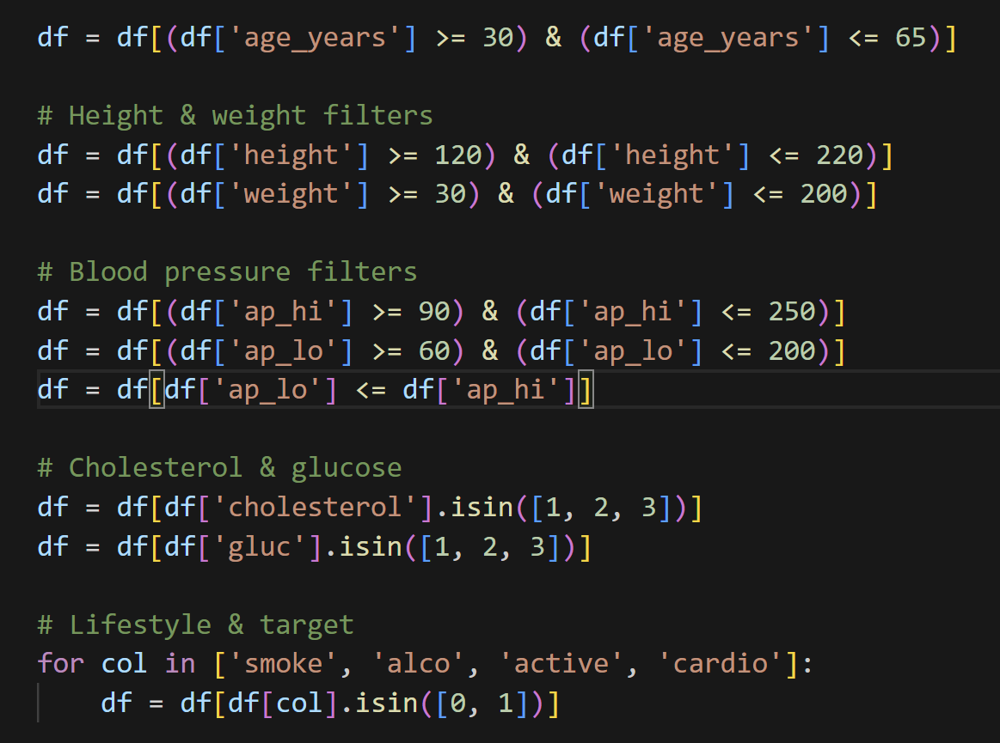 df = df[(df['age_years'] >= 30) & (df['age_years'] <= 65)]
# Height & weight filters
df = df[(df['height'] >= 120) & (df['height'] <= 220)]
df = df[(df['weight'] >= 30) & (df['weight'] <= 200)]
# Blood pressure filters
df = df[(df['ap_hi'] >= 90) & (df['ap_hi'] <= 250)]
df = df[(df['ap_lo'] >= 60) & (df['ap_lo'] <= 200)]
df = df[df['ap_lo'] <= df['ap_hi']]
# Cholesterol & glucose
df = df[df['cholesterol'].isin([1, 2, 3])]
df = df[df['gluc'].isin([1, 2, 3])]
# Lifestyle & target
for col in ['smoke', 'alco', 'active', 'cardio']:
    df = df[df[col].isin([0, 1])]